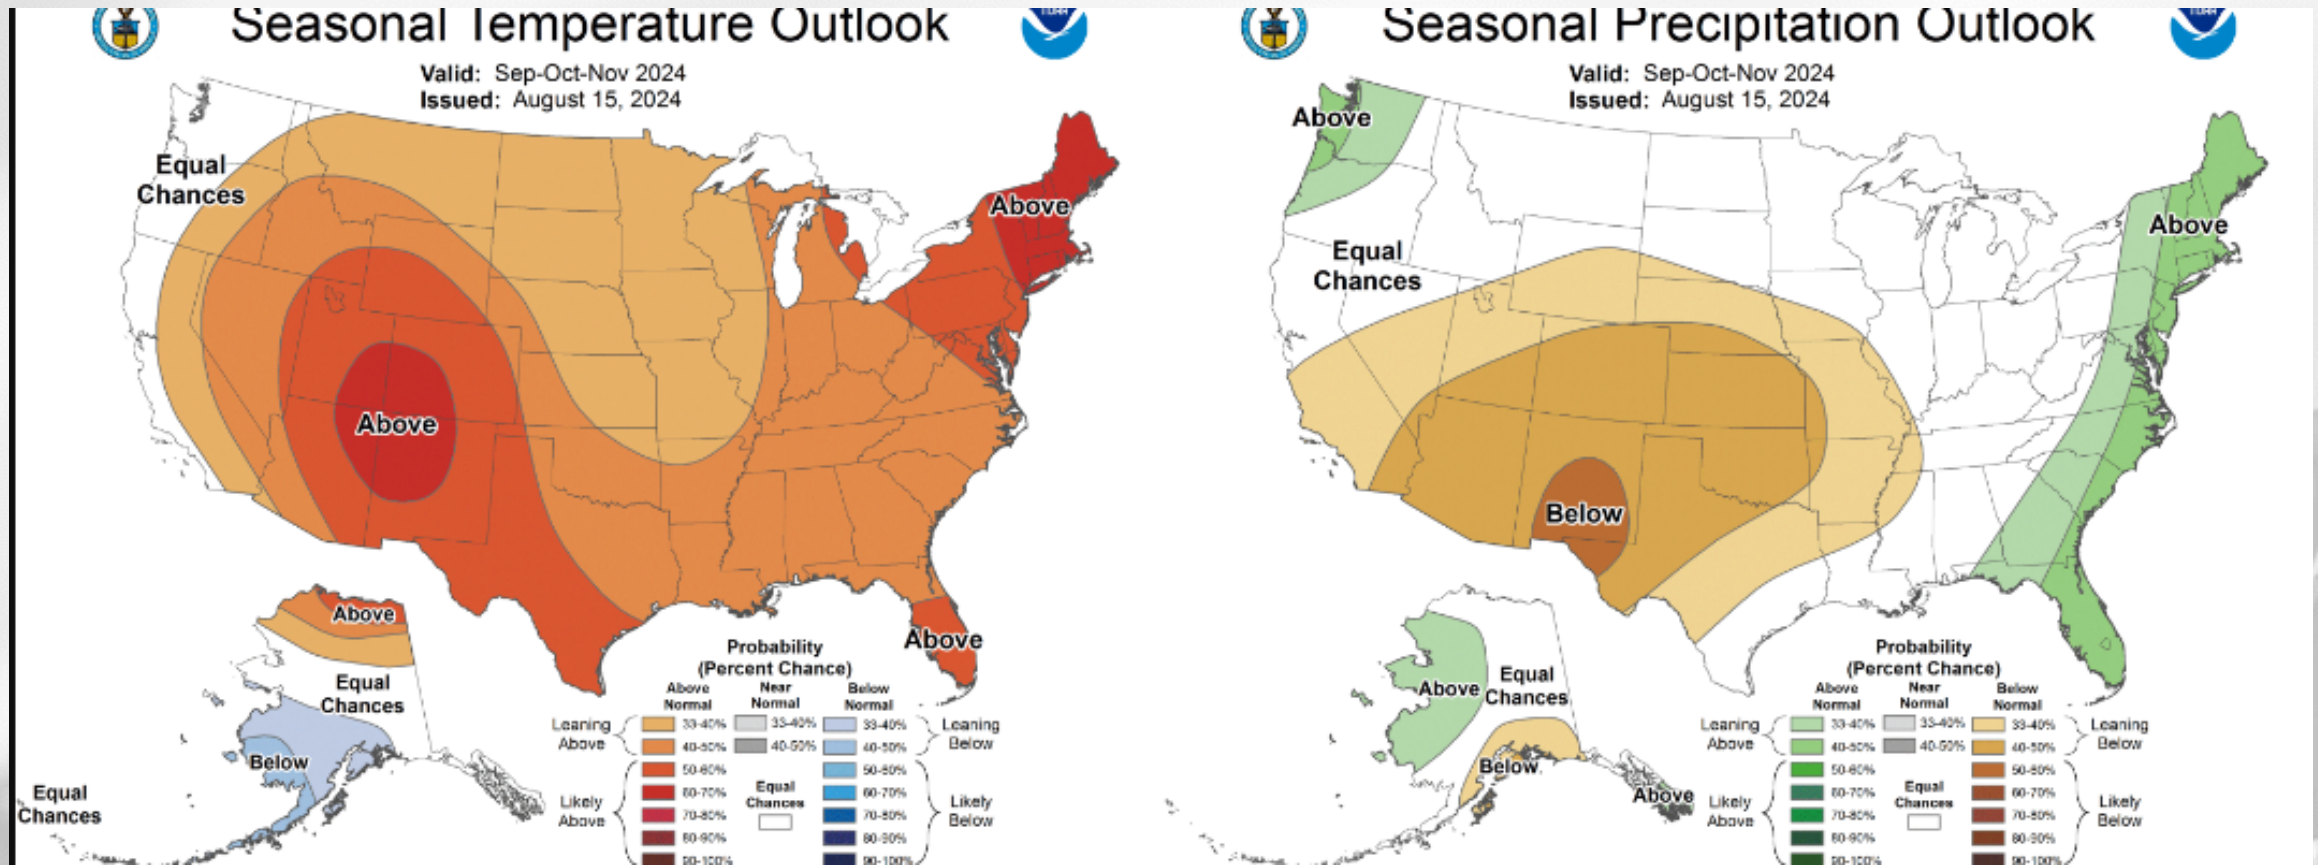 Seasonal Temperature Outlook
Valid: Sep-Oct-Nov 2024
Issued: August 15, 2024
Equal
Chances
Above
Above
Above
Above
Equal
Chances
Below
Equal
Chances
Probability
(Percent Chance)
Above
Normal
Near
Normal
Below
Normal
Leaning
Above
33-40% 33-40% 33-40%
40-50% 40-50% 40-50%
Leaning
Below
50-60% 50-60%
60-70% 60-70%
70-80% 70-80%
80-90% 80-90%
90-100% 90-100%
Likely
Above
Equal
Chances
Likely
Below
Seasonal Precipitation Outlook
Valid: Sep-Oct-Nov 2024
Issued: August 15, 2024
Above
Equal
Chances
Above
Below
Above
Equal
Chances
Below
Above
Probability
(Percent Chance)
Above
Normal
Near
Normal
Below
Normal
Leaning
Above
33-40% 33-40% 33-40%
40-50% 40-50% 40-50%
Leaning
Below
50-60% 50-60%
60-70% 60-70%
70-80% 70-80%
80-90% 80-90%
90-100% 90-100%
Likely
Above
Equal
Chances
Likely
Below